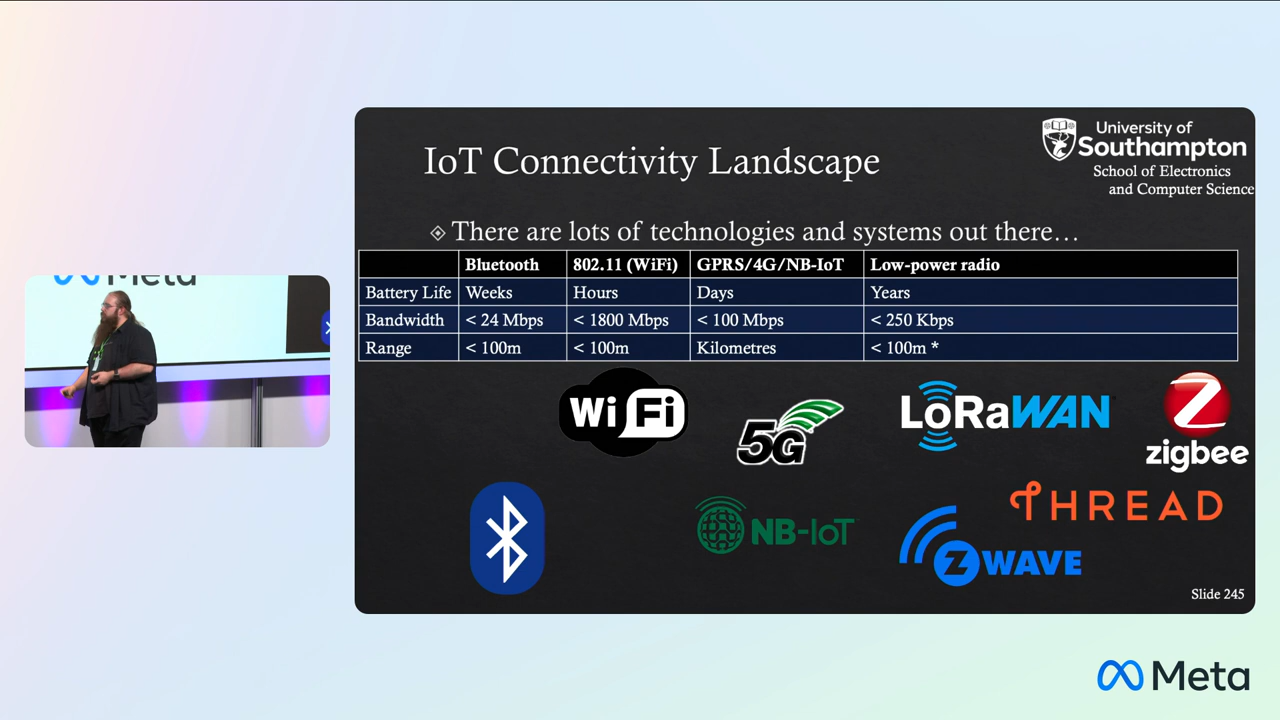 Meta
University of
Southampton
School of Electronics
and Computer Science
IoT Connectivity Landscape
There are lots of technologies and systems out there…
Bluetooth 802.11 (WiFi) GPRS/4G/NB-IoT Low-power radio
Battery Life Weeks Hours Days Years
Bandwidth < 24 Mbps < 1800 Mbps < 100 Mbps < 250 Kbps
Range < 100m < 100m Kilometres < 100m *
WiFi
5G
LoRaWAN
zigbee
THREAD
NB-IoT
Z WAVE
Slide 245
Meta